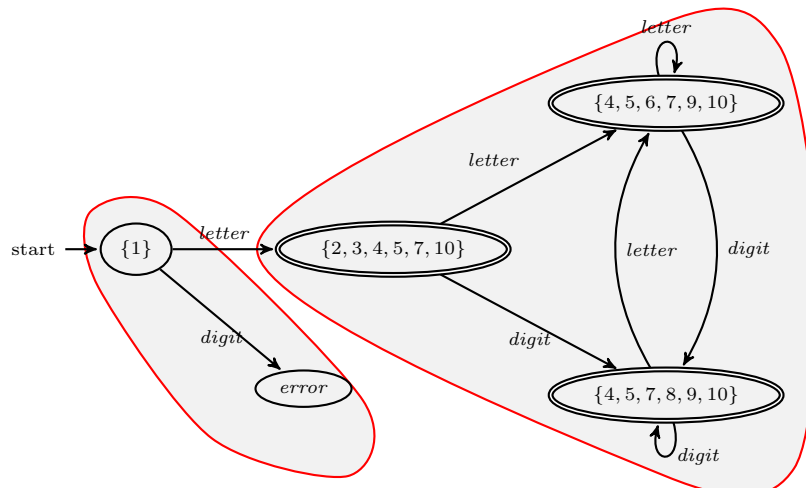 letter
{4, 5, 6, 7, 9, 10}
letter
letter
start
{1}
{2, 3, 4, 5, 7, 10}
letter
digit
digit
digit
error
{4, 5, 7, 8, 9, 10}
digit